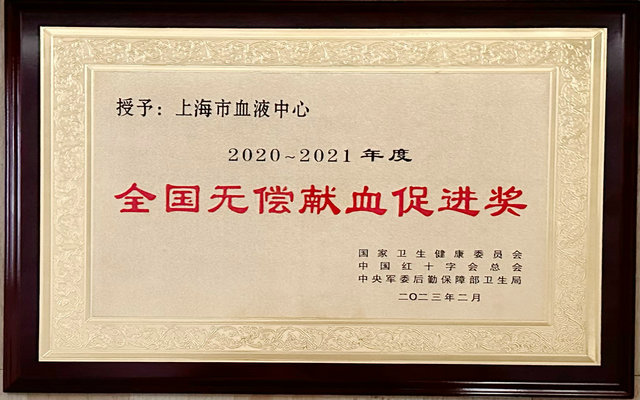 授予：上海市血液中心
2020~2021年度
全国无偿献血促进奖
国家卫生健康委员会
中国红十字会总会
中央军委后勤保障部卫生局
二〇二三年二月